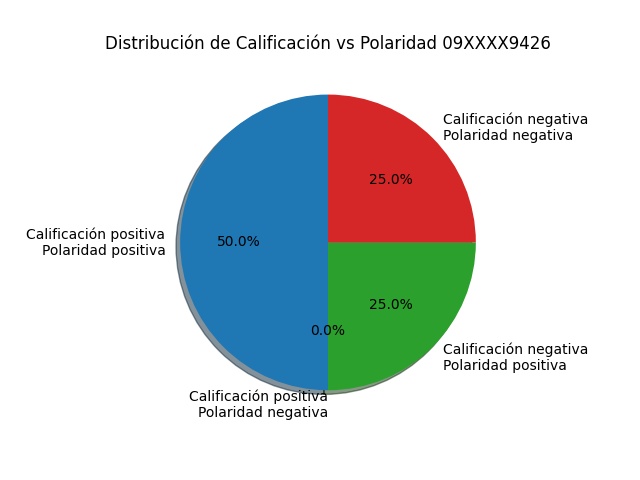 Distribución de Calificación vs Polaridad 09XXXX9426
Calificación negativa
Polaridad negativa
25.0%
Calificación positiva
Polaridad positiva
50.0%
25.0%
0.0%
Calificación negativa
Polaridad positiva
Calificación positiva
Polaridad negativa